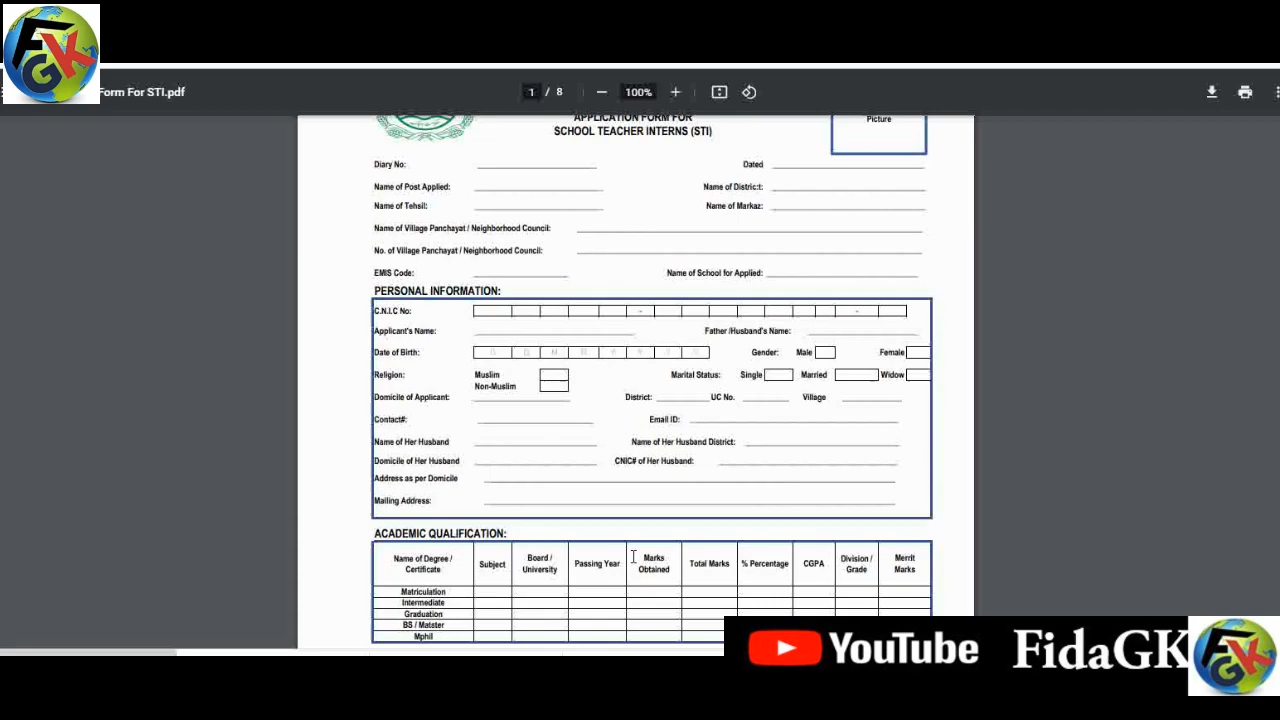 FGK
Form For STI.pdf
1 / 8
100%
APPLICATION FORM FOR
SCHOOL TEACHER INTERNS (STI)
Picture
Diary No:
Dated
Name of Post Applied:
Name of District:
Name of Tehsil:
Name of Markaz:
Name of Village Panchayat / Neighborhood Council:
No. of Village Panchayat / Neighborhood Council:
EMIS Code:
Name of School for Applied:
PERSONAL INFORMATION:
C.N.I.C No: - -
Applicant's Name:
Father /Husband's Name:
Date of Birth: D D M M Y Y Y Y
Gender: Male Female
Religion: Muslim
Non-Muslim
Marital Status: Single Married Widow
Domicile of Applicant:
District: UC No. Village
Contact#:
Email ID:
Name of Her Husband
Name of Her Husband District:
Domicile of Her Husband
CNIC# of Her Husband:
Address as per Domicile
Mailing Address:
ACADEMIC QUALIFICATION:
Name of Degree / Certificate Subject Board / University Passing Year Marks Obtained Total Marks % Percentage CGPA Division / Grade Merrit Marks
Matriculation
Intermediate
Graduation
BS / Matster
Mphil
YouTube FidaGK
FGK